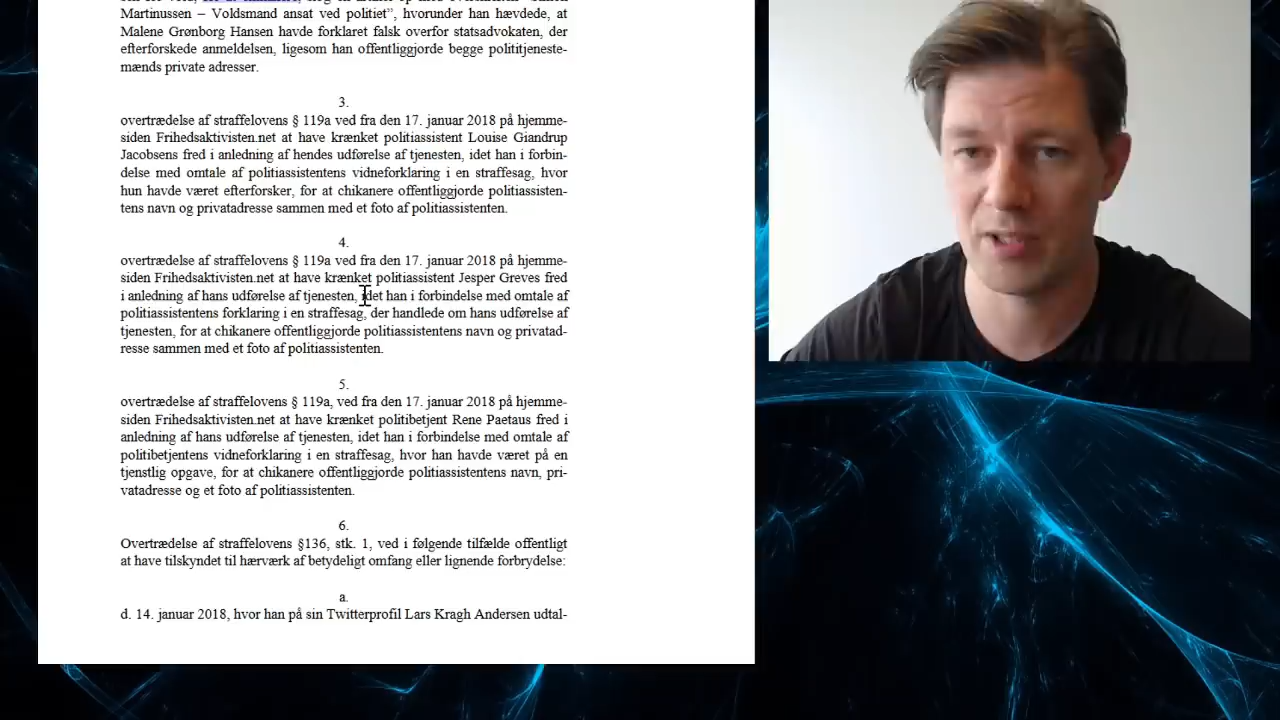 Martinussen – Voldsmand ansat ved politiet”, hvorunder han hævdede, at
Malene Grønborg Hansen havde forklaret falsk overfor statsadvokaten, der
efterforskede anmeldelsen, ligesom han offentliggjorde begge polititjeneste-
mænds private adresser.
3.
overtrædelse af straffelovens § 119a ved fra den 17. januar 2018 på hjemme-
siden Frihedsaktivisten.net at have krænket politiassistent Louise Giandrup
Jacobsens fred i anledning af hendes udførelse af tjenesten, idet han i forbin-
delse med omtale af politiassistentens vidneforklaring i en straffesag, hvor
hun havde været efterforsker, for at chikanere offentliggjorde politiassisten-
tens navn og privatadresse sammen med et foto af politiassistenten.
4.
overtrædelse af straffelovens § 119a ved fra den 17. januar 2018 på hjemme-
siden Frihedsaktivisten.net at have krænket politiassistent Jesper Greves fred
i anledning af hans udførelse af tjenesten, idet han i forbindelse med omtale af
politiassistentens forklaring i en straffesag, der handlede om hans udførelse af
tjenesten, for at chikanere offentliggjorde politiassistentens navn og privatad-
resse sammen med et foto af politiassistenten.
5.
overtrædelse af straffelovens § 119a, ved fra den 17. januar 2018 på hjemme-
siden Frihedsaktivisten.net at have krænket politibetjent Rene Paetaus fred i
anledning af hans udførelse af tjenesten, idet han i forbindelse med omtale af
politibetjentens vidneforklaring i en straffesag, hvor han havde været på en
tjenstlig opgave, for at chikanere offentliggjorde politiassistentens navn, pri-
vatadresse og et foto af politiassistenten.
6.
Overtrædelse af straffelovens §136, stk. 1, ved i følgende tilfælde offentligt
at have tilskyndet til hærværk af betydeligt omfang eller lignende forbrydelse:
a.
d. 14. januar 2018, hvor han på sin Twitterprofil Lars Kragh Andersen udtal-